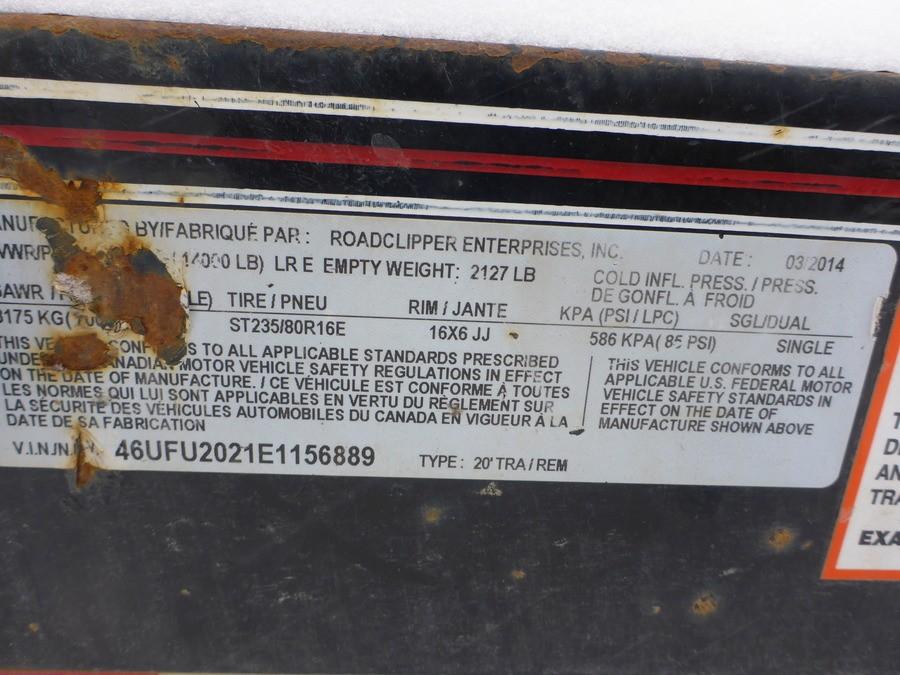 BY/FABRIQUÉ PAR : ROADCLIPPER ENTERPRISES, INC. DATE : 03/2014
14000 LB) LR E EMPTY WEIGHT: 2127 LB COLD INFL. PRESS. / PRESS.
DE GONFL. À FROID
TIRE / PNEU RIM / JANTE KPA (PSI / LPC) SGL/DUAL
3175 KG( ST235/80R16E 16X6 JJ 586 KPA( 85 PSI) SINGLE
TO ALL APPLICABLE STANDARDS PRESCRIBED
MOTOR VEHICLE SAFETY REGULATIONS IN EFFECT
ON THE DATE OF MANUFACTURE. / CE VÉHICULE EST CONFORME À TOUTES
LES NORMES QUI LUI SONT APPLICABLES EN VERTU DU RÈGLEMENT SUR
LA SÉCURITÉ DES VÉHICULES AUTOMOBILES DU CANADA EN VIGUEUR À LA
DATE DE SA FABRICATION
THIS VEHICLE CONFORMS TO ALL
APPLICABLE U.S. FEDERAL MOTOR
VEHICLE SAFETY STANDARDS IN
EFFECT ON THE DATE OF
MANUFACTURE SHOWN ABOVE
V.I.N./N.I.V. 46UFU2021E1156889 TYPE : 20' TRA / REM